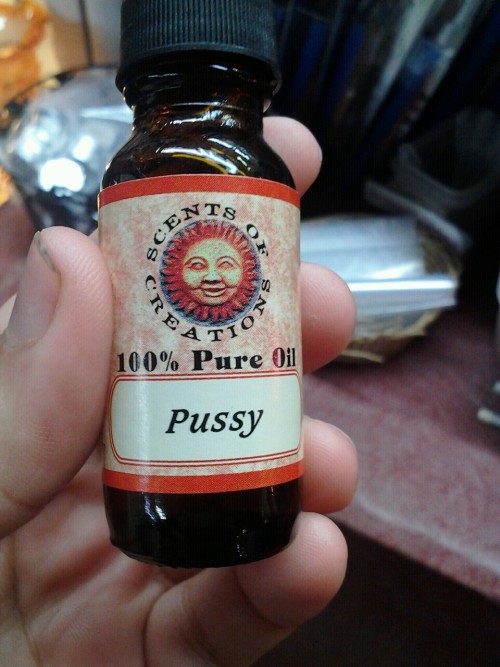 SCENTS OF
CREATIONS
100% Pure Oil
Pussy